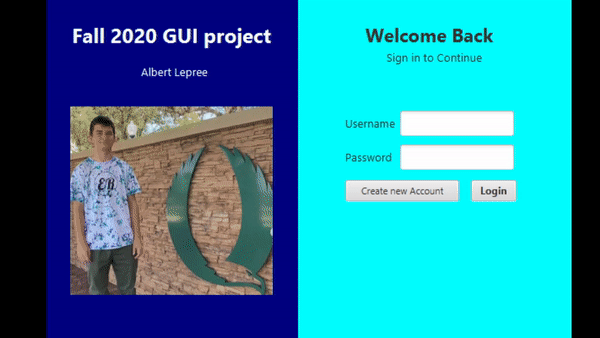 Fall 2020 GUI project
Albert Lepree
Welcome Back
Sign in to Continue
Username
Password
Create new Account
Login